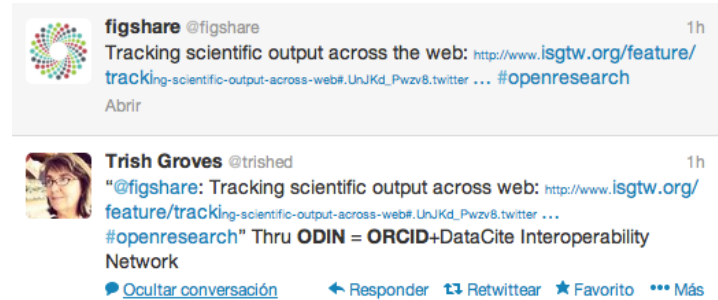 figshare @figshare 1h
Tracking scientific output across the web: http://www.isgtw.org/feature/
tracking-scientific-output-across-web#.UnJKd_Pwzv8.twitter ... #openresearch
Abrir
Trish Groves @trished 1h
"@figshare: Tracking scientific output across web: http://www.isgtw.org/
feature/tracking-scientific-output-across-web#.UnJKd_Pwzv8.twitter ...
#openresearch" Thru ODIN = ORCID+DataCite Interoperability
Network
Ocultar conversación Responder Retwittear Favorito ••• Más